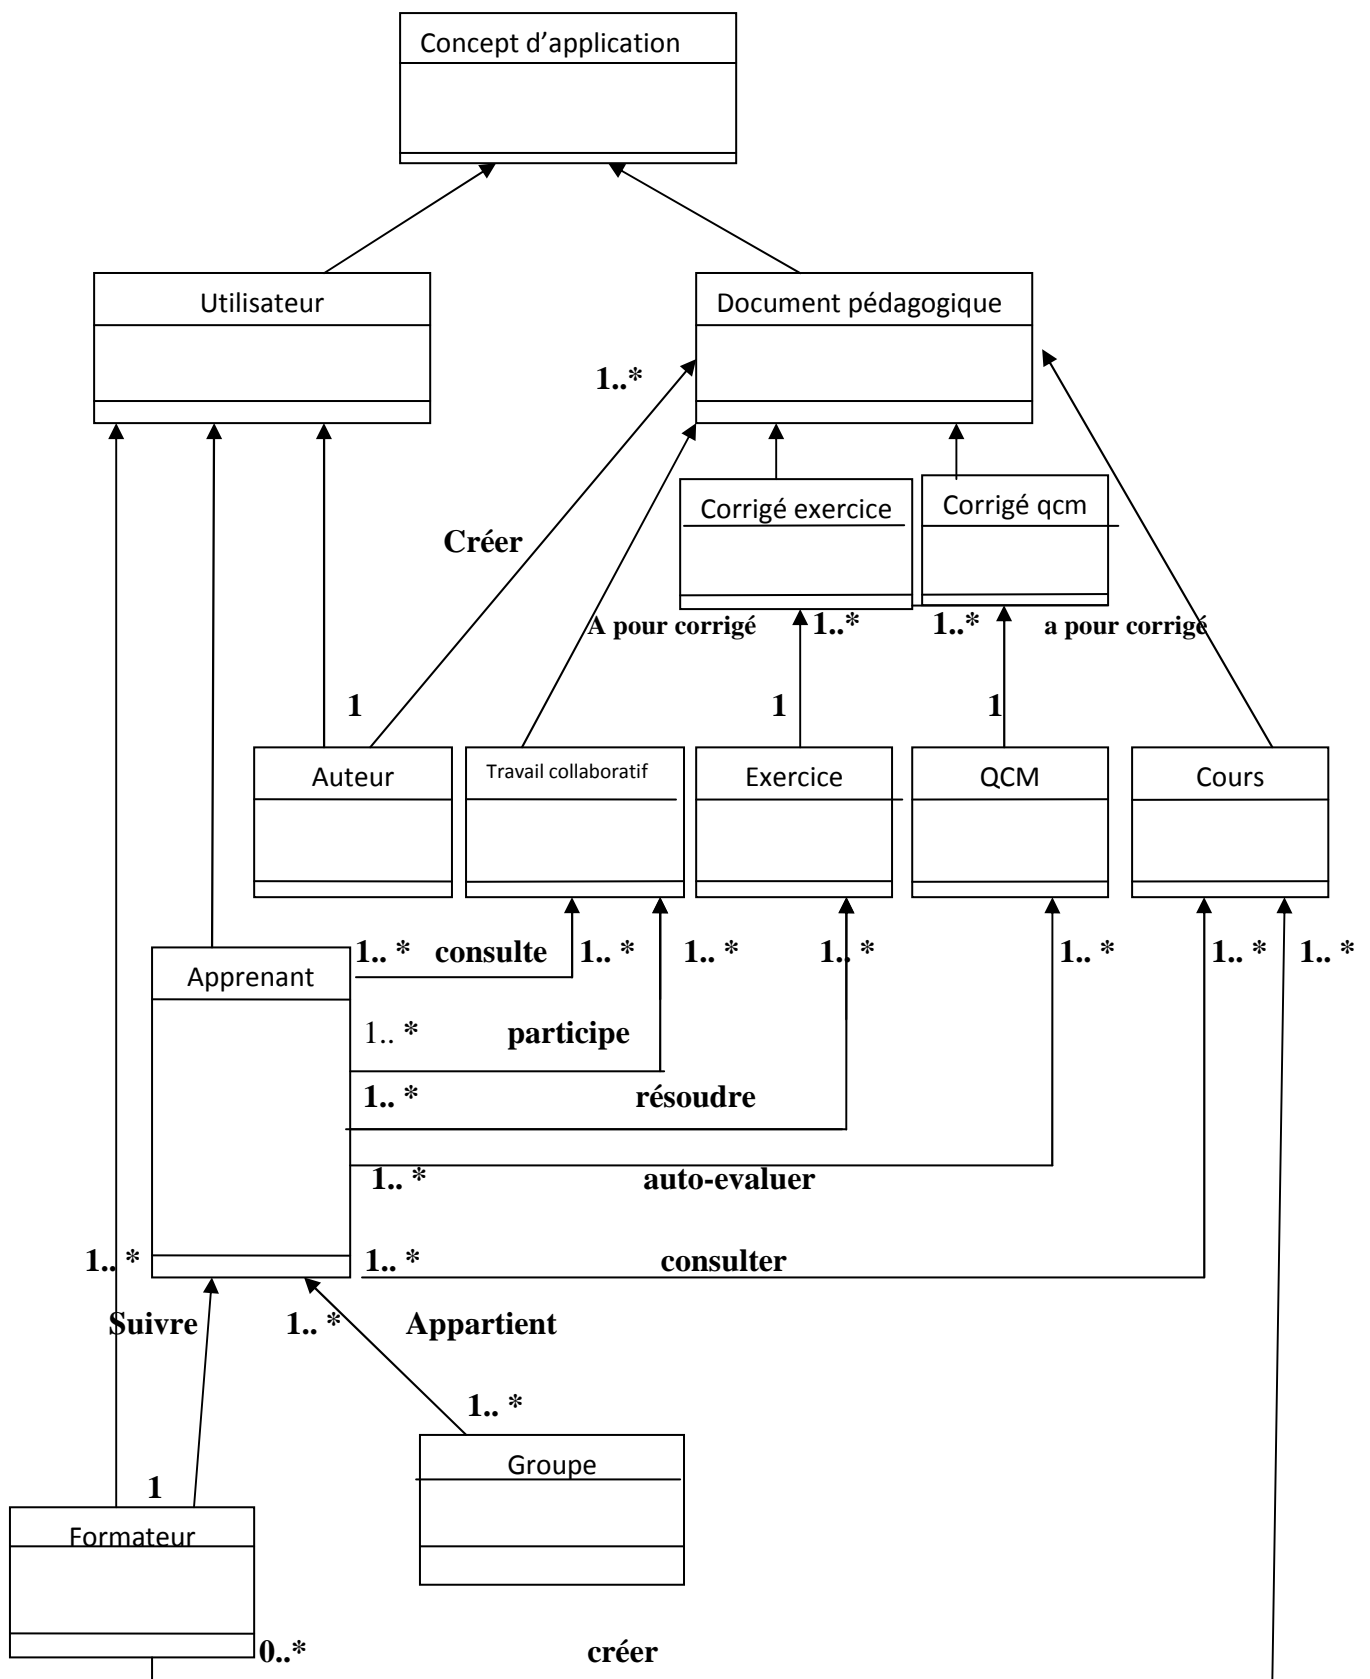 Concept d’application
Utilisateur
Document pédagogique
1..*
Corrigé exercice
Corrigé qcm
Créer
A pour corrigé
1..*
1..*
a pour corrigé
1
1
1
Auteur
Travail collaboratif
Exercice
QCM
Cours
1.. *
consulte
1.. *
1.. *
1.. *
1.. *
1.. *
1.. *
Apprenant
1.. *
participe
1.. *
résoudre
1.. *
auto-evaluer
1.. *
1.. *
consulter
Suivre
1.. *
Appartient
1.. *
Groupe
1
Formateur
0..*
créer